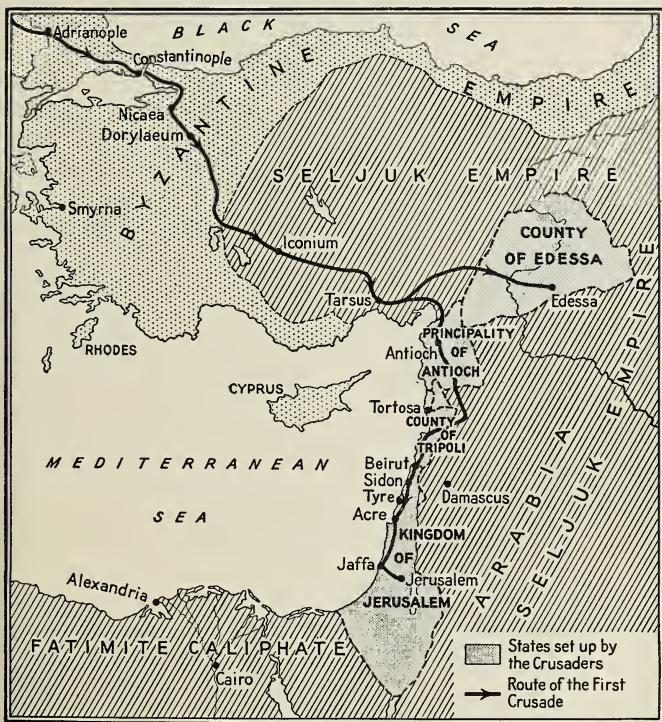 BLACK SEA
Adrianople
Constantinople
BYZANTINE EMPIRE
Nicaea
Dorylaeum
SELJUK EMPIRE
Smyrna
Iconium
COUNTY
OF EDESSA
Tarsus
Edessa
RHODES
PRINCIPALITY
OF
ANTIOCH
Antioch
CYPRUS
Tortosa
COUNTY
OF
TRIPOLI
MEDITERRANEAN
SEA
Beirut
Sidon
Tyre
Damascus
Acre
KINGDOM
OF
JERUSALEM
Jaffa
Jerusalem
ARABIA
SELJUK EMPIRE
Alexandria
FATIMITE CALIPHATE
Cairo
States set up by
the Crusaders
Route of the First
Crusade